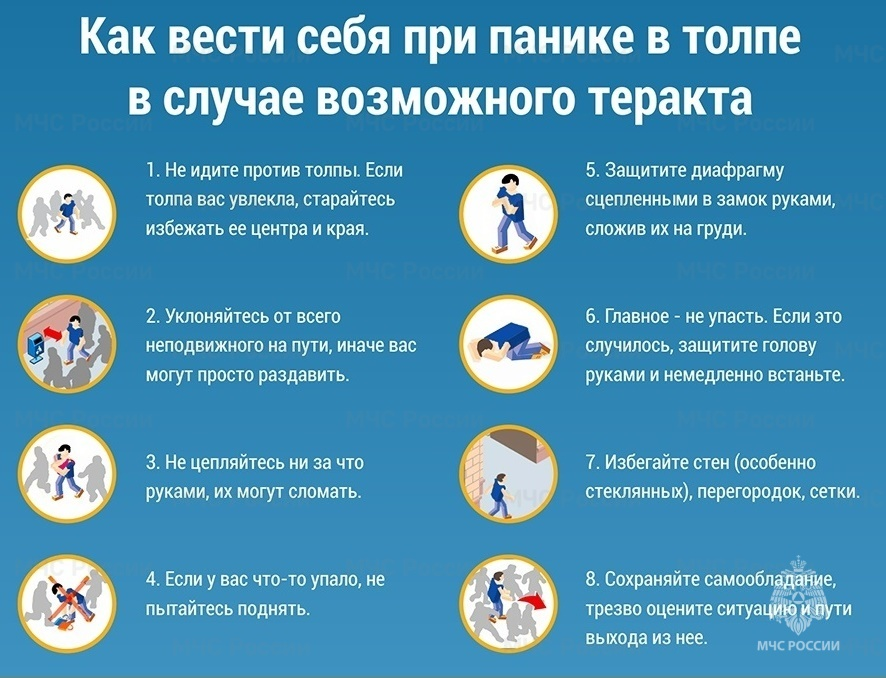 Как вести себя при панике в толпе
в случае возможного теракта
1. Не идите против толпы. Если
толпа вас увлекла, старайтесь
избежать ее центра и края.
2. Уклоняйтесь от всего
неподвижного на пути, иначе вас
могут просто раздавить.
3. Не цепляйтесь ни за что
руками, их могут сломать.
4. Если у вас что-то упало, не
пытайтесь поднять.
5. Защитите диафрагму
сцепленными в замок руками,
сложив их на груди.
6. Главное - не упасть. Если это
случилось, защитите голову
руками и немедленно встаньте.
7. Избегайте стен (особенно
стеклянных), перегородок, сетки.
8. Сохраняйте самообладание,
трезво оцените ситуацию и пути
выхода из нее.
МЧС РОССИИ